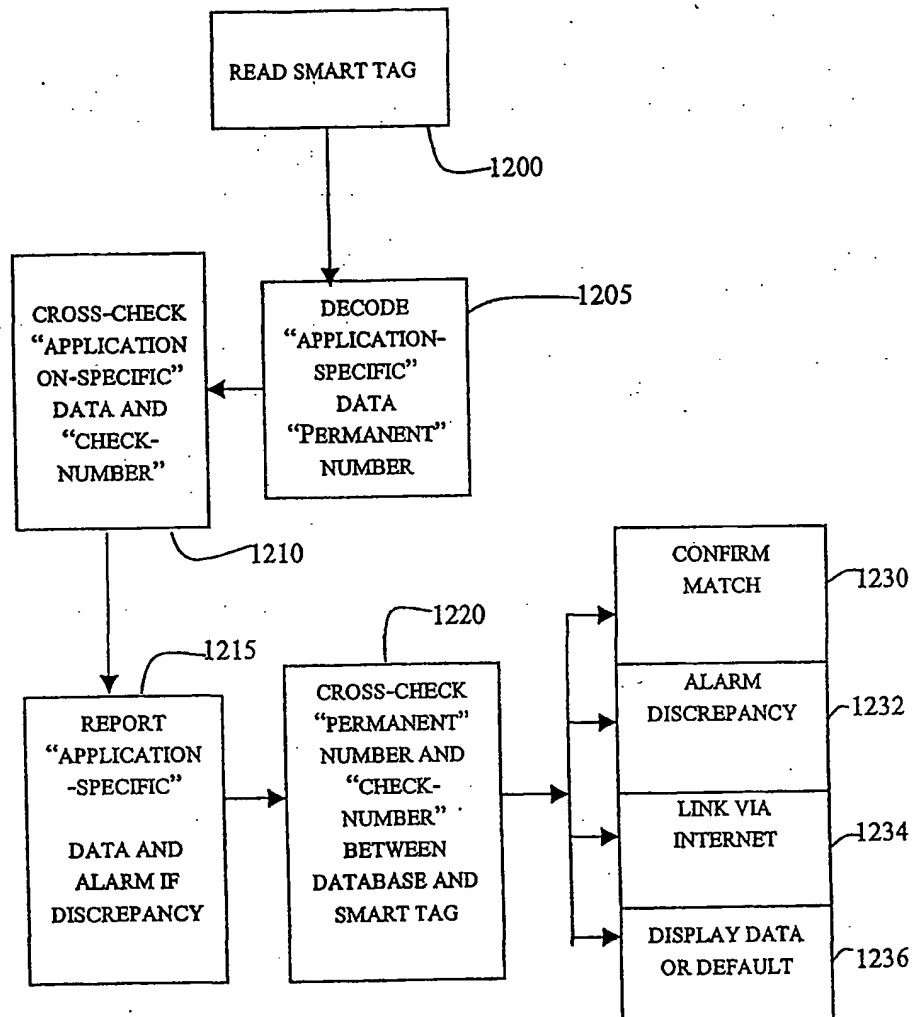 READ SMART TAG
1200
DECODE
“APPLICATION-
SPECIFIC”
DATA
“PERMANENT”
NUMBER
1205
CROSS-CHECK
“APPLICATION
ON-SPECIFIC”
DATA AND
“CHECK-
NUMBER”
1210
REPORT
“APPLICATION
-SPECIFIC”
DATA AND
ALARM IF
DISCREPANCY
1215
CROSS-CHECK
“PERMANENT”
NUMBER AND
“CHECK-
NUMBER”
BETWEEN
DATABASE AND
SMART TAG
1220
CONFIRM
MATCH
1230
ALARM
DISCREPANCY
1232
LINK VIA
INTERNET
1234
DISPLAY DATA
OR DEFAULT
1236